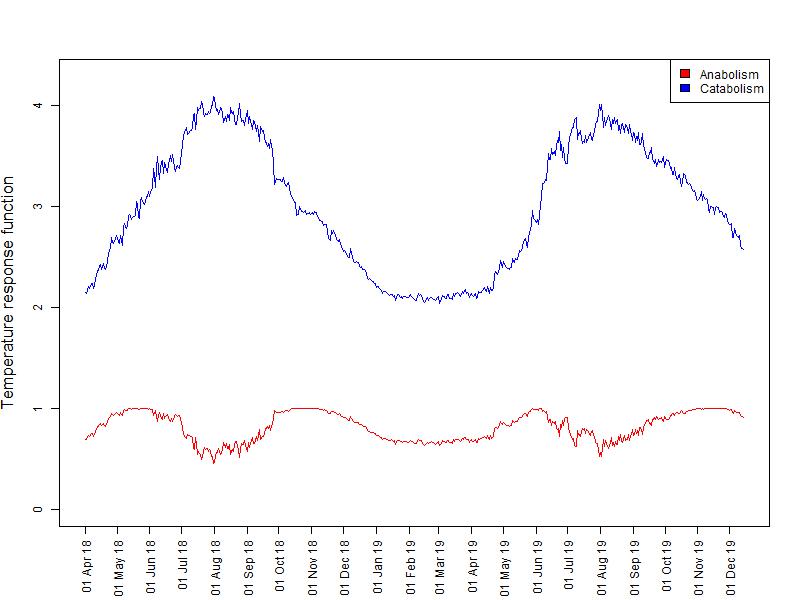 Anabolism
Catabolism
Temperature response function
4
3
2
1
0
01 Apr 18
01 May 18
01 Jun 18
01 Jul 18
01 Aug 18
01 Sep 18
01 Oct 18
01 Nov 18
01 Dec 18
01 Jan 19
01 Feb 19
01 Mar 19
01 Apr 19
01 May 19
01 Jun 19
01 Jul 19
01 Aug 19
01 Sep 19
01 Oct 19
01 Nov 19
01 Dec 19